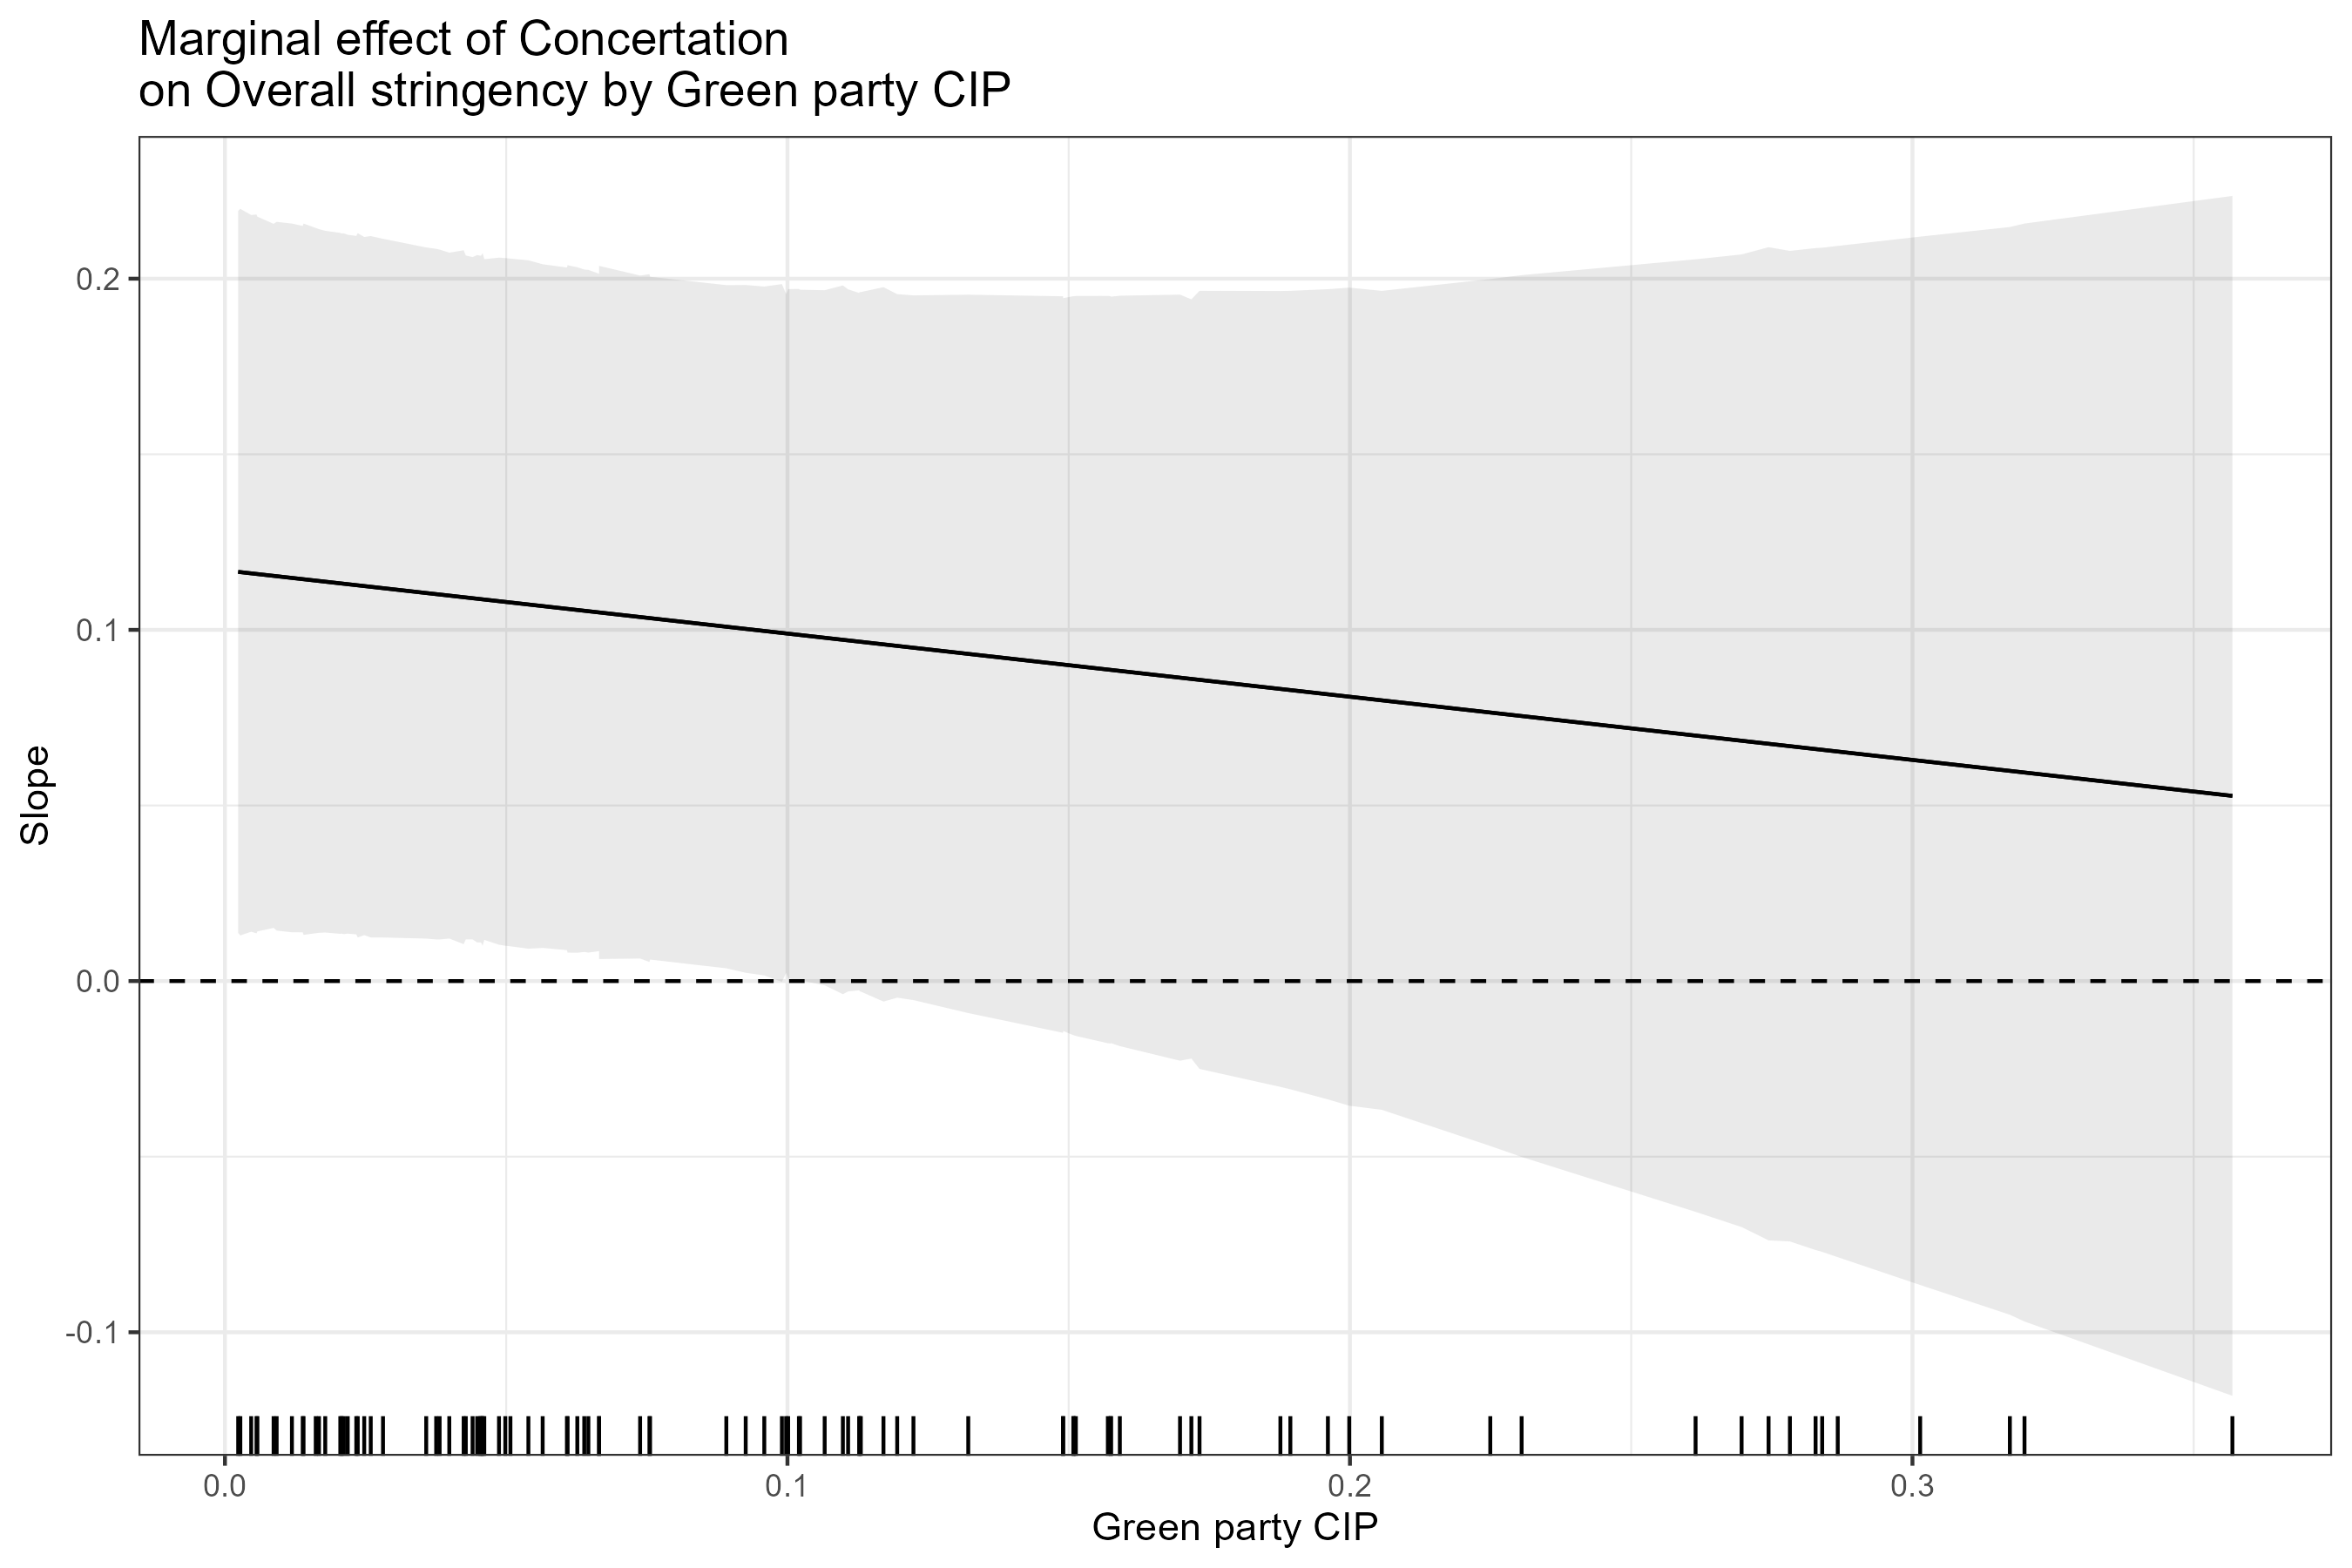 Marginal effect of Concertation
on Overall stringency by Green party CIP
Slope
0.2
0.1
0.0
-0.1
0.0
0.1
0.2
0.3
Green party CIP